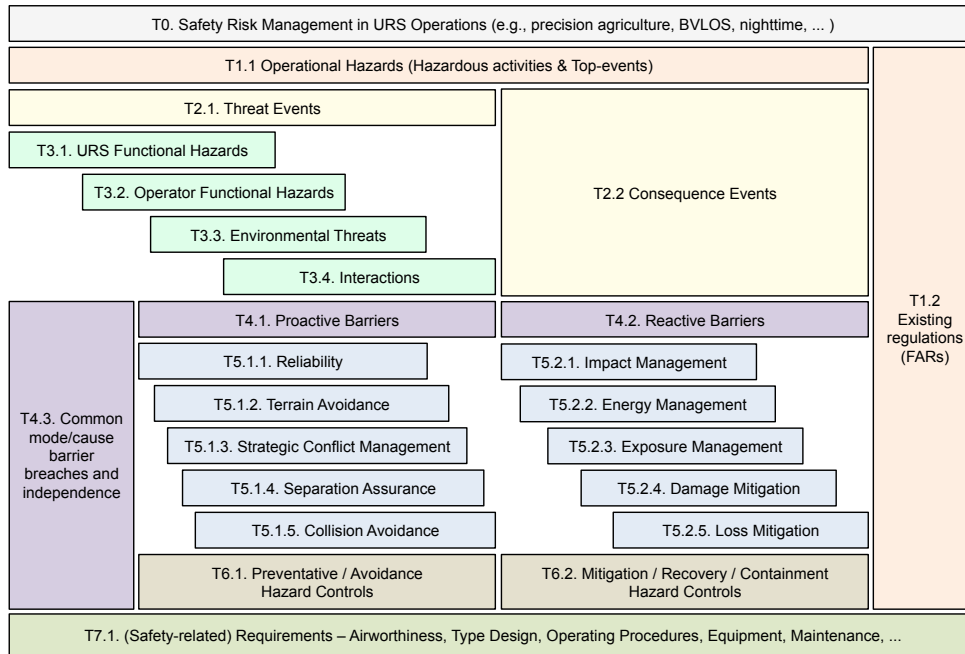 T0. Safety Risk Management in URS Operations (e.g., precision agriculture, BVLOS, nighttime, ... )
T1.1 Operational Hazards (Hazardous activities & Top-events)
T2.1. Threat Events
T3.1. URS Functional Hazards
T3.2. Operator Functional Hazards
T3.3. Environmental Threats
T3.4. Interactions
T2.2 Consequence Events
T1.2
Existing
regulations
(FARs)
T4.3. Common
mode/cause
barrier
breaches and
independence
T4.1. Proactive Barriers
T5.1.1. Reliability
T5.1.2. Terrain Avoidance
T5.1.3. Strategic Conflict Management
T5.1.4. Separation Assurance
T5.1.5. Collision Avoidance
T6.1. Preventative / Avoidance
Hazard Controls
T4.2. Reactive Barriers
T5.2.1. Impact Management
T5.2.2. Energy Management
T5.2.3. Exposure Management
T5.2.4. Damage Mitigation
T5.2.5. Loss Mitigation
T6.2. Mitigation / Recovery / Containment
Hazard Controls
T7.1. (Safety-related) Requirements – Airworthiness, Type Design, Operating Procedures, Equipment, Maintenance, ...